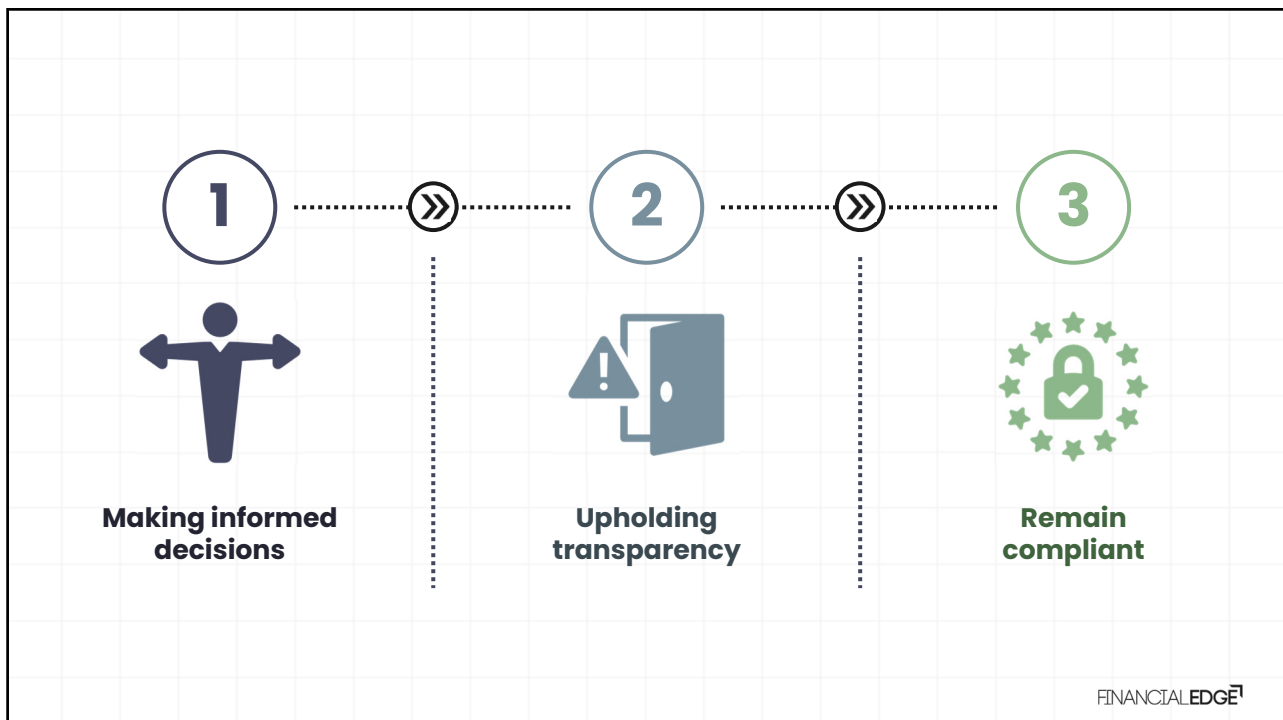 1
2
3
Making informed
decisions
Upholding
transparency
Remain
compliant
FINANCIALEDGE